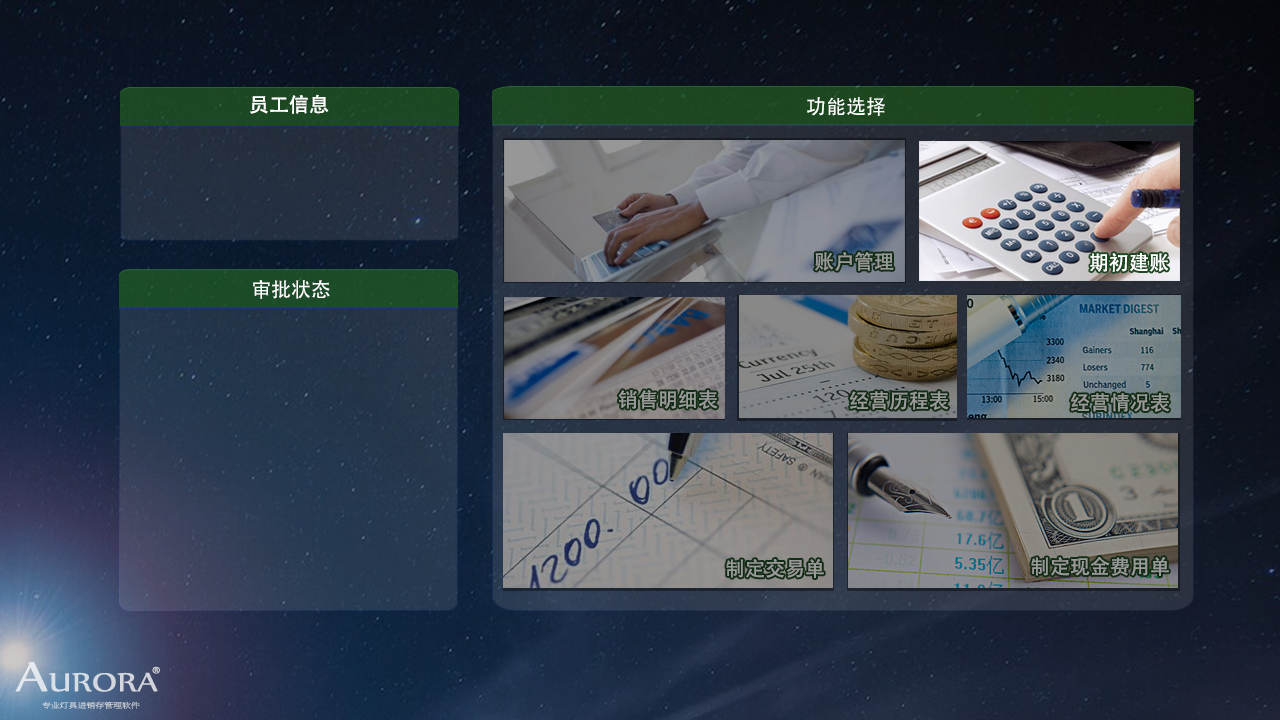 员工信息
功能选择
账户管理
期初建账
审批状态
销售明细表
Currency
Jul 25th
经营历程表
MARKET DIGEST
Shanghai
3300
Gainers 116
2340
Losers 774
3180
Unchanged 5
13:00 15:00
经营情况表
1200.00
SAFETY
制定交易单
68.7亿
17.6亿
5.35亿
制定现金费用单
AURORA®
专业灯具进销存管理软件